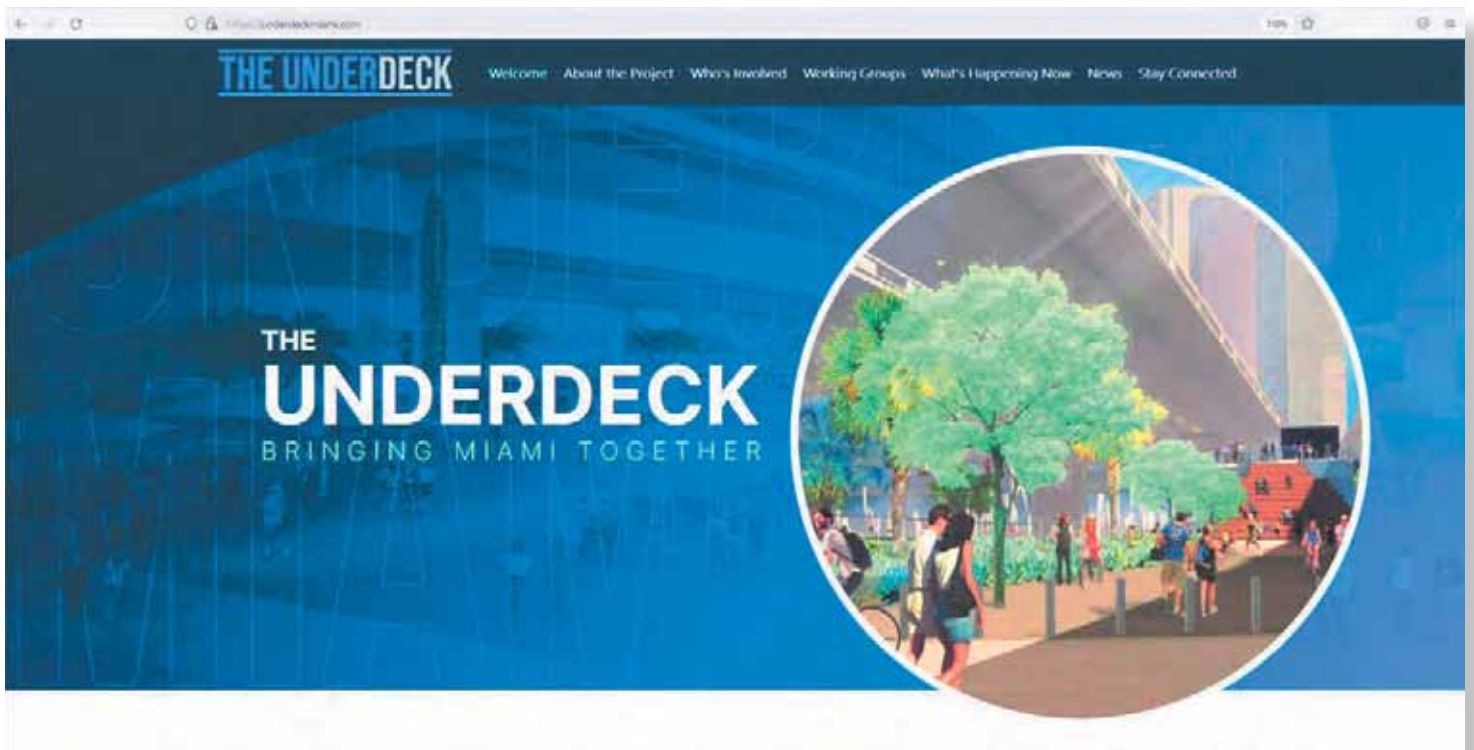 THE UNDERDECK
Welcome About the Project Who's Involved Working Groups What's Happening Now News Stay Connected
THE
UNDERDECK
BRINGING MIAMI TOGETHER